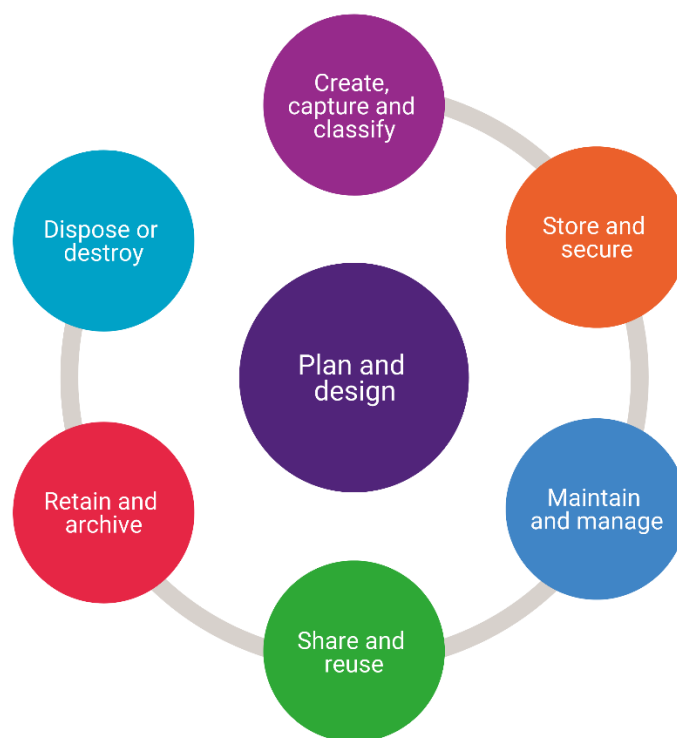 Create,
capture and
classify
Store and
secure
Maintain
and manage
Share and
reuse
Retain and
archive
Dispose or
destroy
Plan and
design